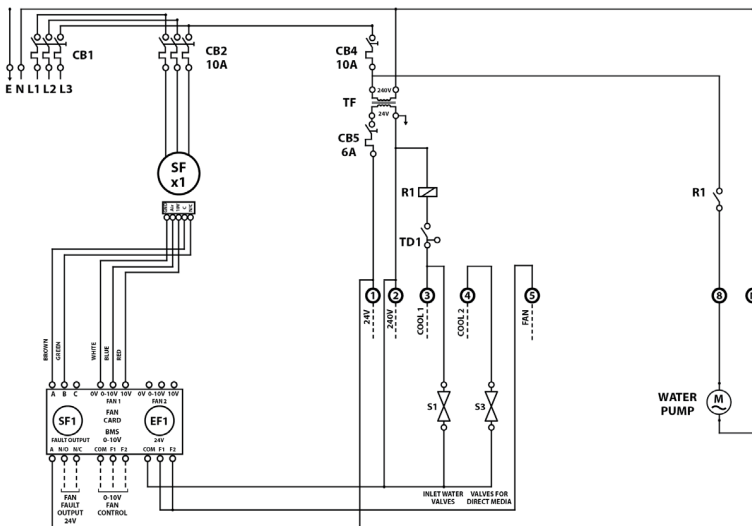 CB1
CB2
10A
CB4
10A
E N L1 L2 L3
240V
TF
24V
CB5
6A
SF
x1
A/+
10V
C
N/C
R1
R1
TD1
1
2
3
4
5
8
24V
240V
COOL 1
COOL 2
FAN
BROWN
GREEN
WHITE
BLUE
RED
A B C 0V 0-10V 10V 0V 0-10V 10V
FAN 1 FAN 2
SF1
FAN
CARD
EF1
BMS
0-10V
FAULT OUTPUT
24V
A N/O N/C COM F1 F2 COM F1 F2
FAN
FAULT
OUTPUT
24V
0-10V
FAN
CONTROL
S1
S3
INLET WATER
VALVES
VALVES FOR
DIRECT MEDIA
WATER
PUMP
M